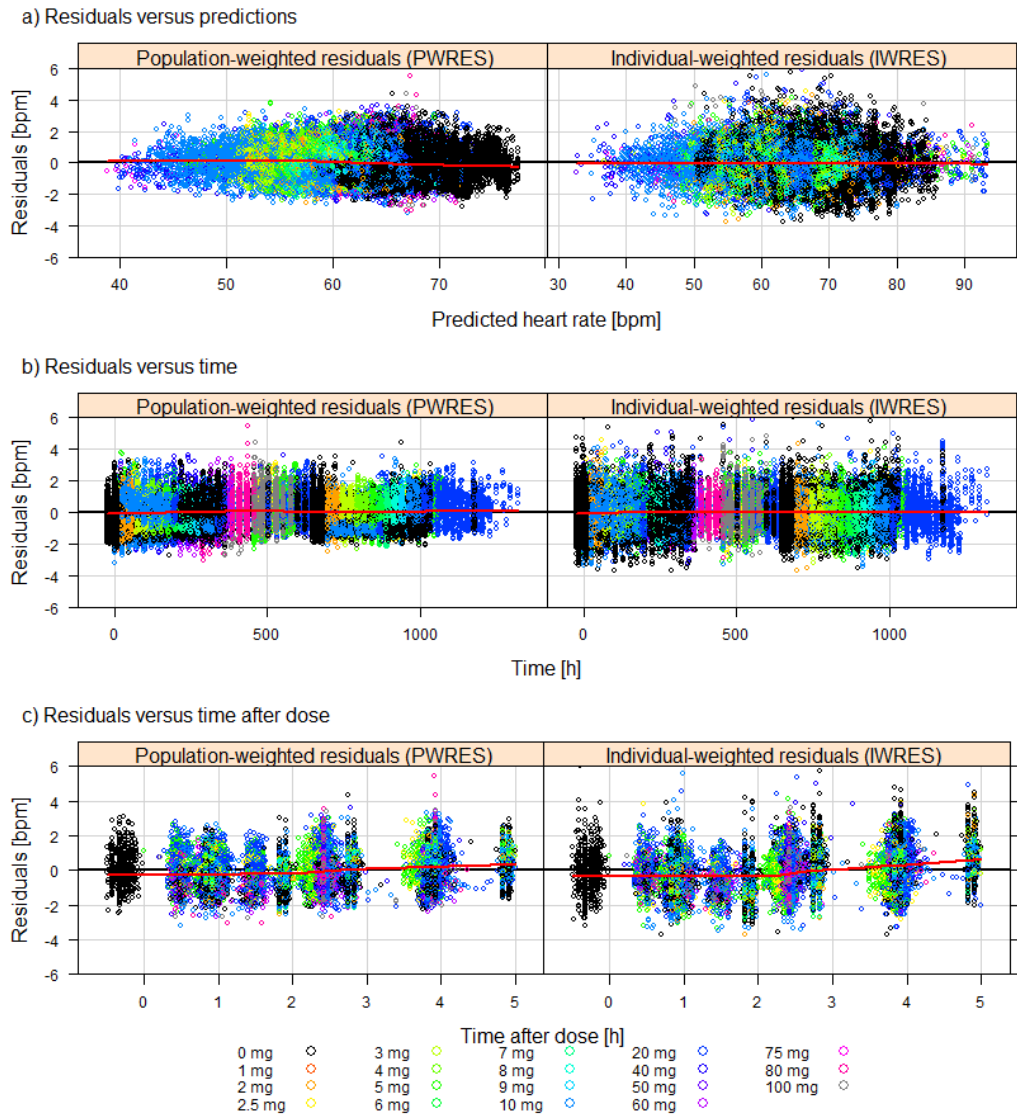 a) Residuals versus predictions
Population-weighted residuals (PWRES) Individual-weighted residuals (IWRES)
Residuals [bpm]
6
4
2
0
-2
-4
-6
40 50 60 70 30 40 50 60 70 80 90
Predicted heart rate [bpm]
b) Residuals versus time
Population-weighted residuals (PWRES) Individual-weighted residuals (IWRES)
Residuals [bpm]
6
4
2
0
-2
-4
-6
0 500 1000 0 500 1000
Time [h]
c) Residuals versus time after dose
Population-weighted residuals (PWRES) Individual-weighted residuals (IWRES)
Residuals [bpm]
6
4
2
0
-2
-4
-6
0 1 2 3 4 5 0 1 2 3 4 5
Time after dose [h]
0 mg 3 mg 7 mg 20 mg 75 mg
1 mg 4 mg 8 mg 40 mg 80 mg
2 mg 5 mg 9 mg 50 mg 100 mg
2.5 mg 6 mg 10 mg 60 mg